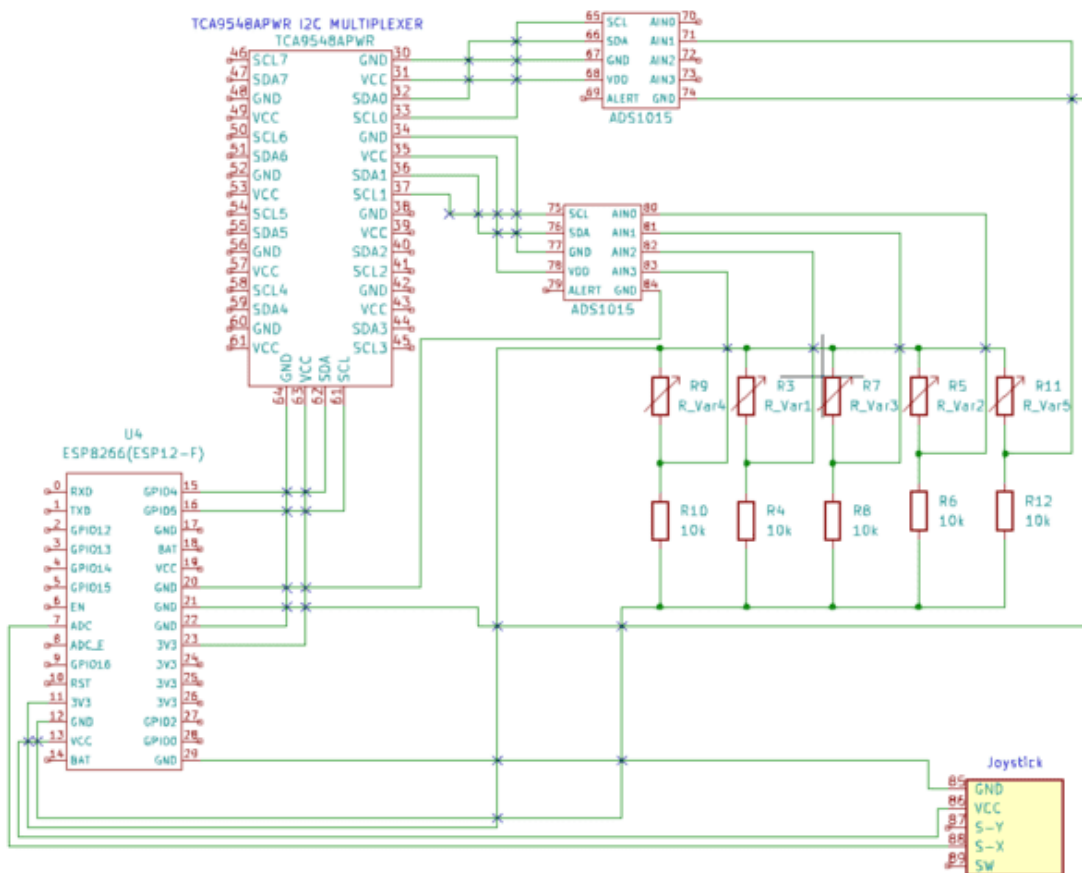 TCA9548APWR I2C MULTIPLEXER
TCA9548APWR
46 SCL7
47 SDA7
48 GND
49 VCC
50 SCL6
51 SDA6
52 GND
53 VCC
54 SCL5
55 SDA5
56 GND
57 VCC
58 SCL4
59 SDA4
60 GND
61 VCC
GND 30
VCC 31
SDA0 32
SCL0 33
GND 34
VCC 35
SDA1 36
SCL1 37
GND 38
VCC 39
SDA2 40
SCL2 41
GND 42
VCC 43
SDA3 44
SCL3 45
GND 64
VCC 63
SDA 62
SCL 61
65 SCL AIN0 70
66 SDA AIN1 71
67 GND AIN2 72
68 VDD AIN3 73
69 ALERT GND 74
ADS1015
75 SCL AIN0 80
76 SDA AIN1 81
77 GND AIN2 82
78 VDD AIN3 83
79 ALERT GND 84
ADS1015
R9
R_Var4
R3
R_Var1
R7
R_Var3
R5
R_Var2
R11
R_Var5
R10
10k
R4
10k
R8
10k
R6
10k
R12
10k
U4
ESP8266(ESP12-F)
0 RXD GPIO4 15
1 TXD GPIO5 16
2 GPIO12 GND 17
3 GPIO13 BAT 18
4 GPIO14 VCC 19
5 GPIO15 GND 20
6 EN GND 21
7 ADC GND 22
8 ADC_E 3V3 23
9 GPIO16 3V3 24
10 RST 3V3 25
11 3V3 3V3 26
12 GND GPIO2 27
13 VCC GPIO0 28
14 BAT GND 29
Joystick
85 GND
86 VCC
87 S-Y
88 S-X
89 SW